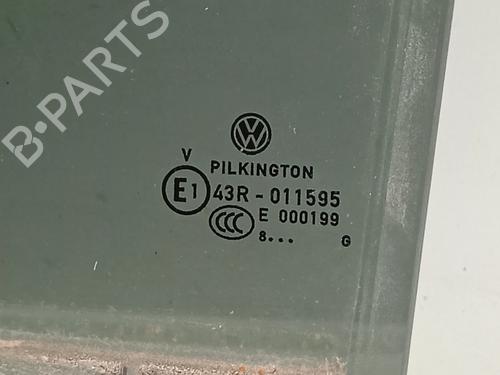 B-PARTS
V
PILKINGTON
E1 43R-011595
CCC E 000199
8... G